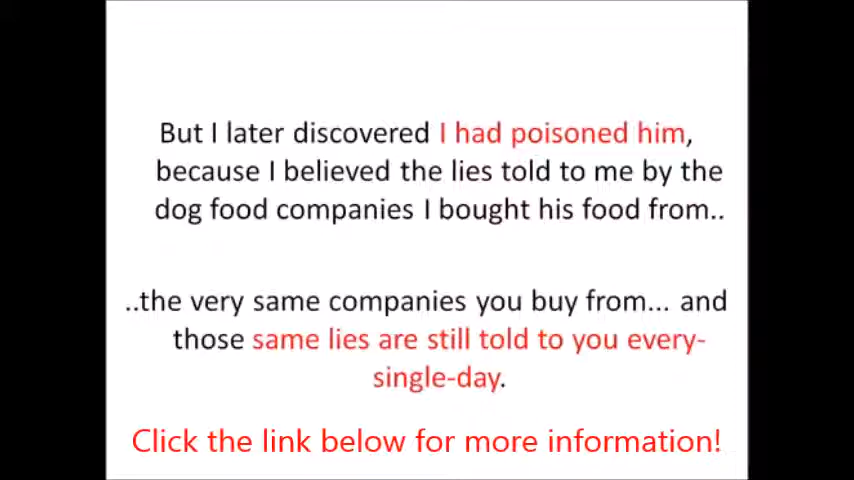 But I later discovered I had poisoned him,
because I believed the lies told to me by the
dog food companies I bought his food from..
..the very same companies you buy from... and
those same lies are still told to you every-
single-day.
Click the link below for more information!